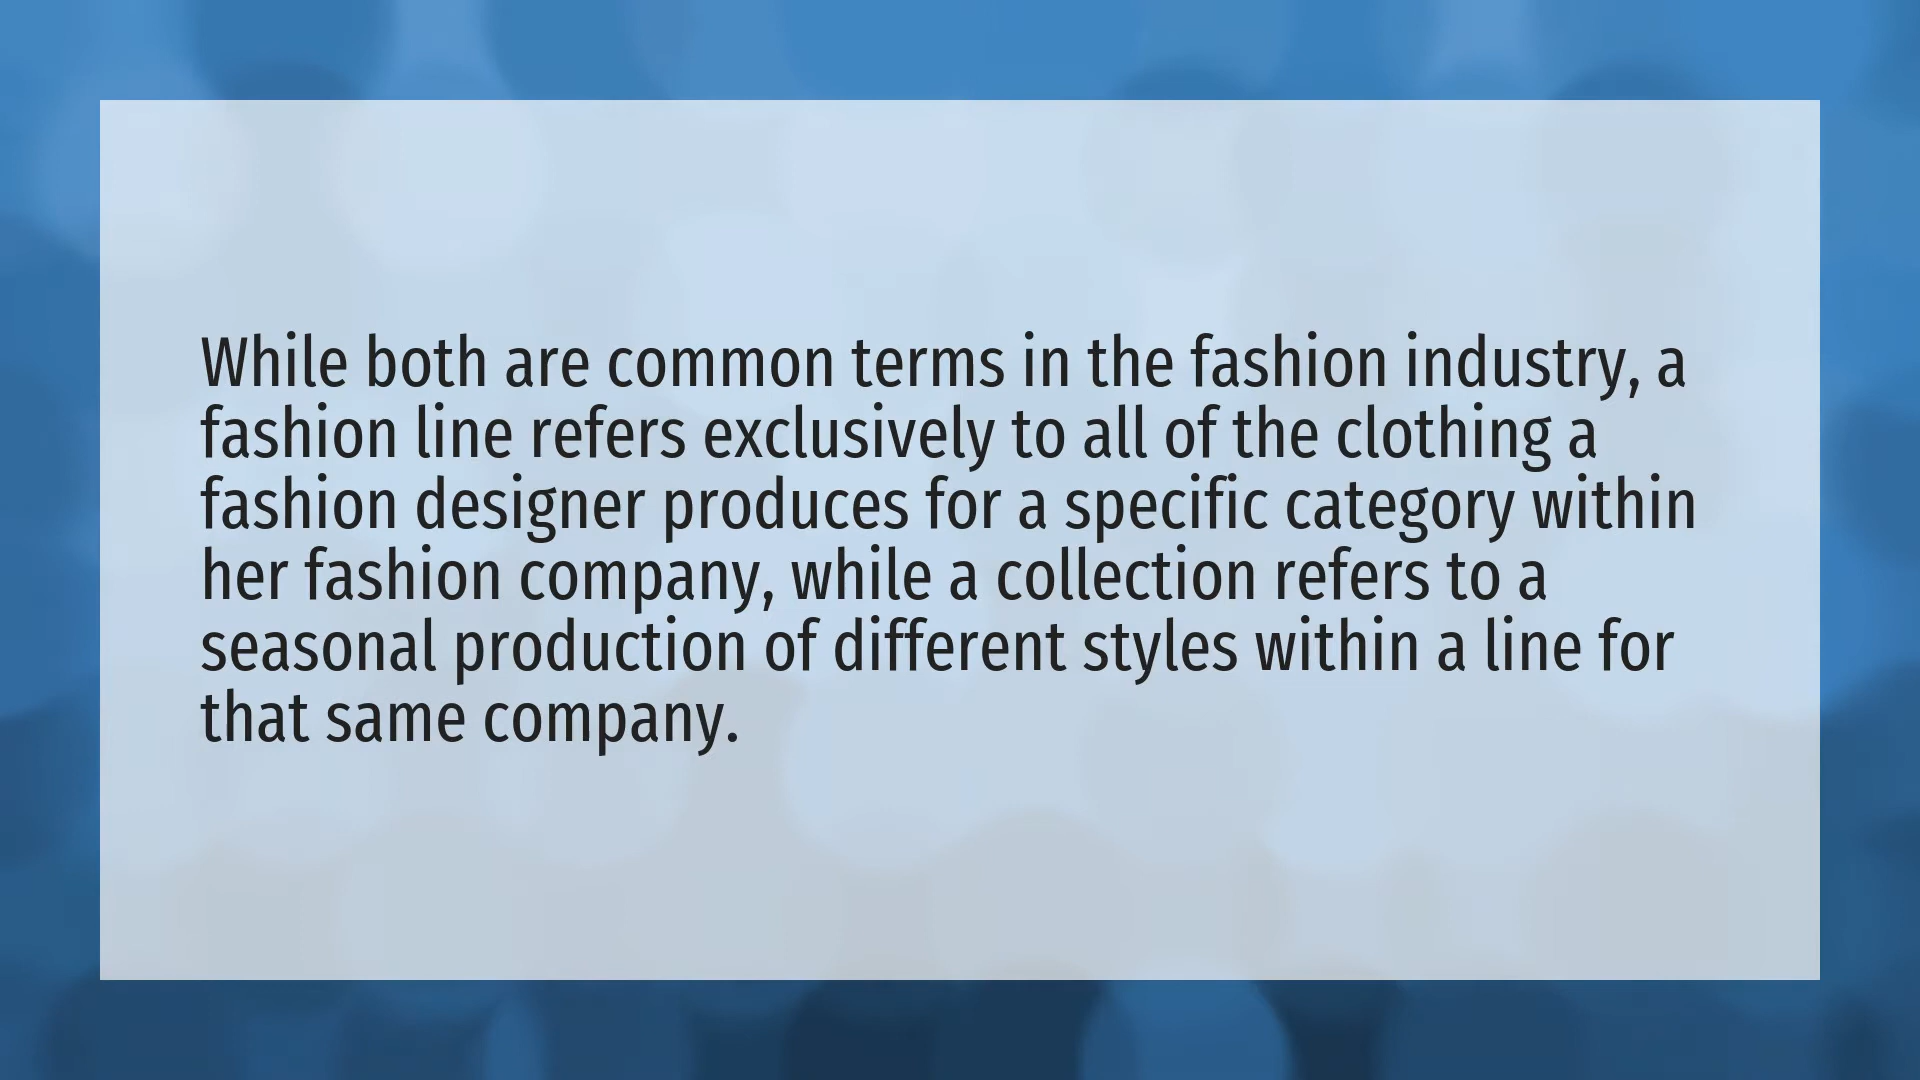 While both are common terms in the fashion industry, a
fashion line refers exclusively to all of the clothing a
fashion designer produces for a specific category within
her fashion company, while a collection refers to a
seasonal production of different styles within a line for
that same company.